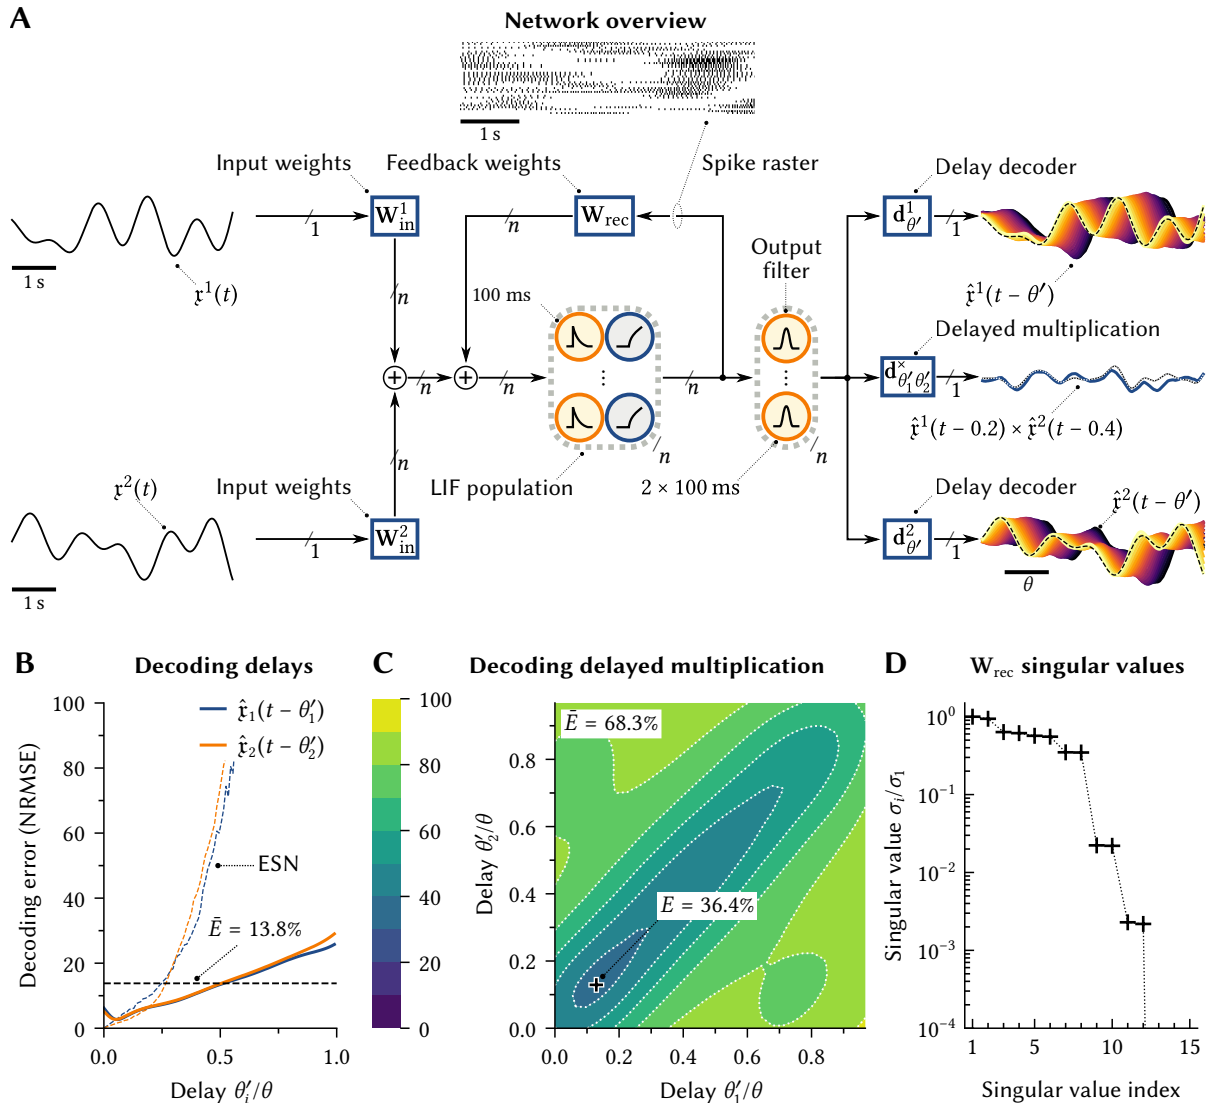 A
Network overview
1 s
Input weights
Feedback weights
Spike raster
Delay decoder
W¹in
Wrec
d¹θ′
1
n
1
1 s
𝔵¹(t)
n
100 ms
Output
filter
𝔵̂¹(t − θ′)
Delayed multiplication
+
n
+
n
⋮
n
⋮
d×θ′1θ′2
1
𝔵̂¹(t − 0.2) × 𝔵̂²(t − 0.4)
n
n
n
𝔵²(t)
Input weights
LIF population
2 × 100 ms
Delay decoder
𝔵̂²(t − θ′)
W²in
1
d²θ′
1
1 s
θ
B
Decoding delays
100
80
60
40
20
0
0.0
0.5
1.0
Decoding error (NRMSE)
Delay θ′i/θ
𝔵̂1(t − θ′1)
𝔵̂2(t − θ′2)
ESN
Ē = 13.8%
C
Decoding delayed multiplication
100
80
60
40
20
0
Ē = 68.3%
E = 36.4%
0.8
0.6
0.4
0.2
0.0
0.0
0.2
0.4
0.6
0.8
Delay θ′2/θ
Delay θ′1/θ
D
Wrec singular values
10⁰
10⁻¹
10⁻²
10⁻³
10⁻⁴
1
5
10
15
Singular value σi/σ1
Singular value index